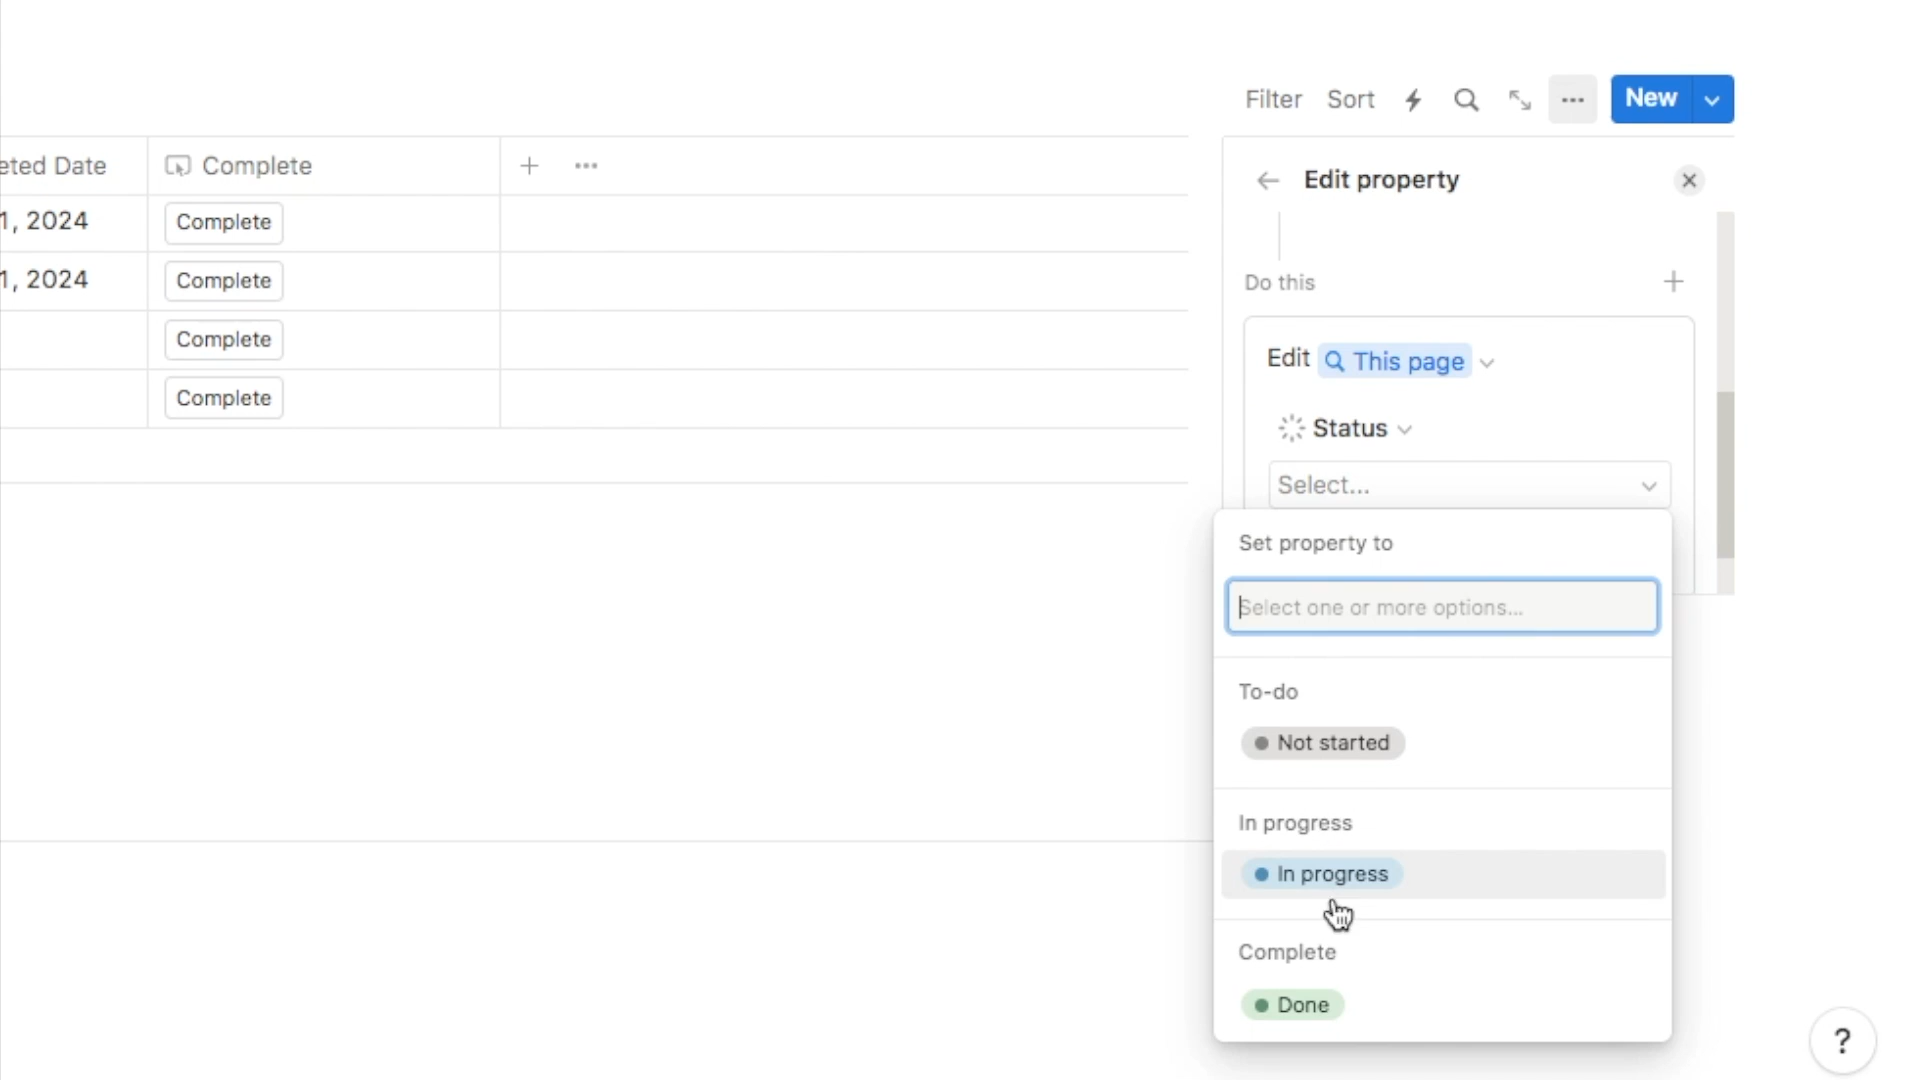 Filter Sort New
eted Date Complete
Edit property
1, 2024 Complete
Do this
1, 2024 Complete
Complete
Edit This page
Complete
Status
Select...
Set property to
Select one or more options...
To-do
Not started
In progress
In progress
Complete
Done
?